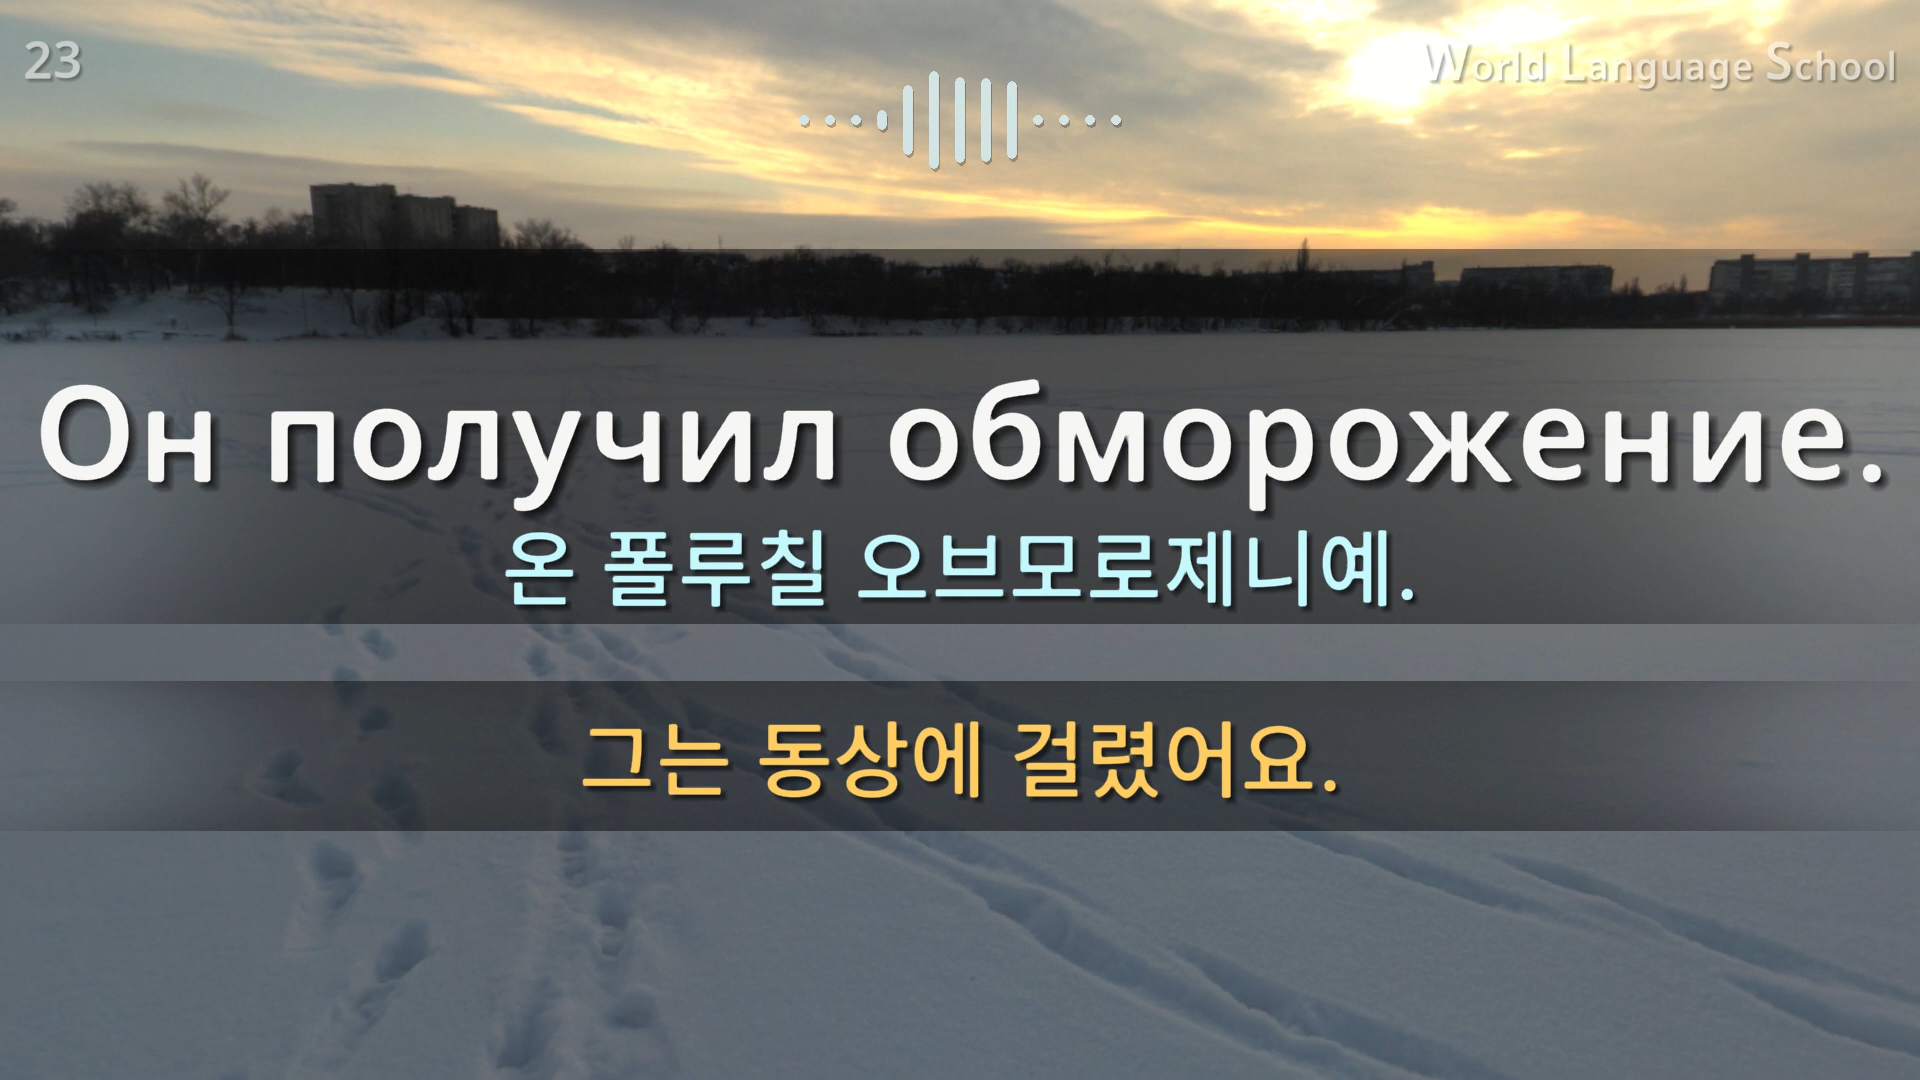 23
World Language School
Он получил обморожение.
온 폴루칠 오브모로제니예.
그는 동상에 걸렸어요.